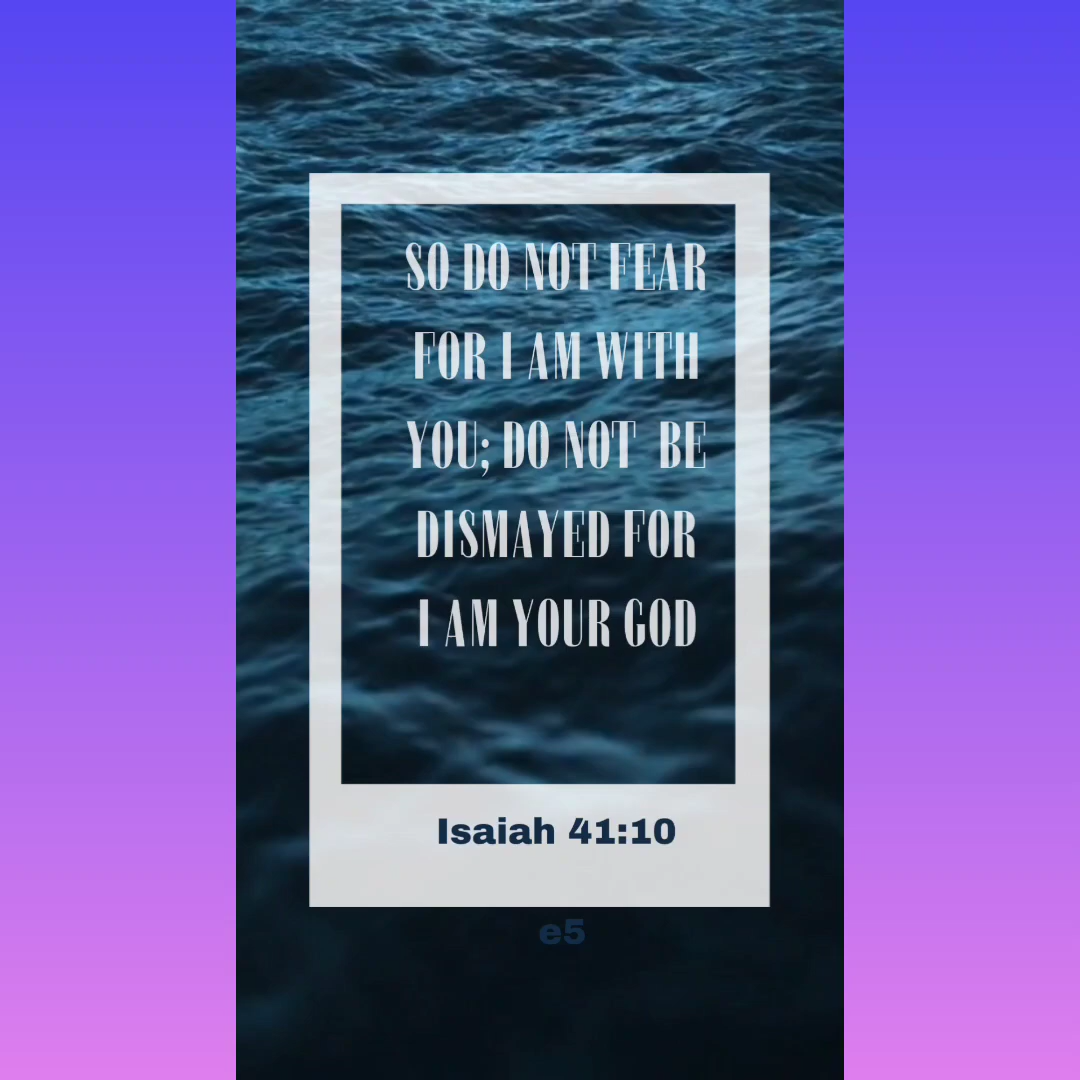 SO DO NOT FEAR
FOR I AM WITH
YOU; DO NOT BE
DISMAYED FOR
I AM YOUR GOD
Isaiah 41:10
e5